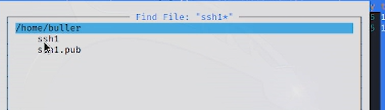 Find File: "ssh1*"
/home/buller
ssh1
ssh1.pub